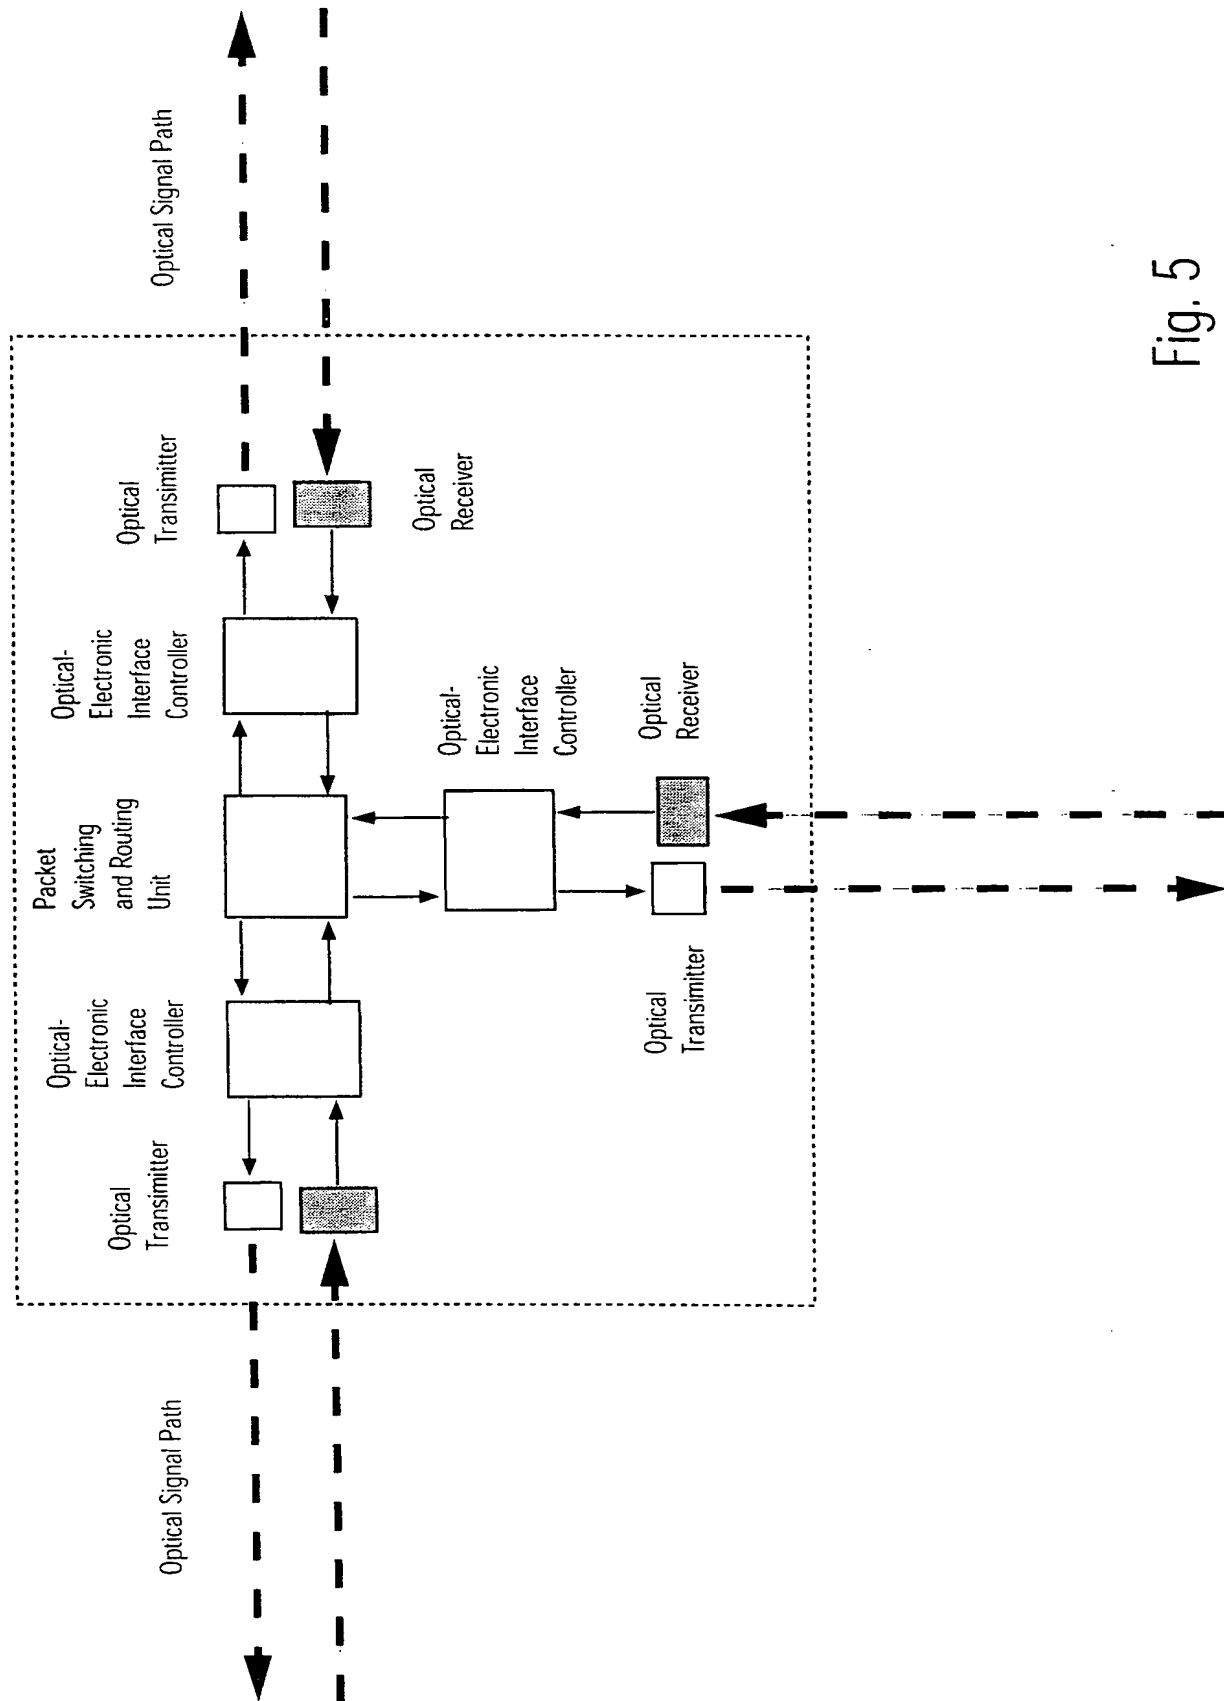 Optical Signal Path
Optical
Transimitter
Optical-
Electronic
Interface
Controller
Packet
Switching
and Routing
Unit
Optical-
Electronic
Interface
Controller
Optical
Transimitter
Optical Signal Path
Optical
Receiver
Optical-
Electronic
Interface
Controller
Optical
Transimitter
Optical
Receiver
Fig. 5